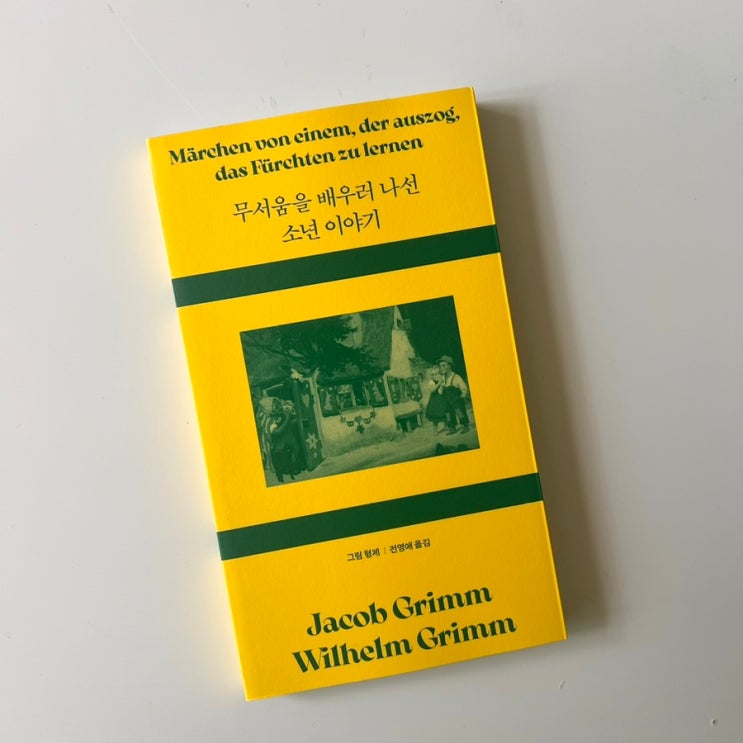 Märchen von einem, der auszog,
das Fürchten zu lernen
무서움을 배우러 나선
소년 이야기
그림 형제 | 전영애 옮김
Jacob Grimm
Wilhelm Grimm